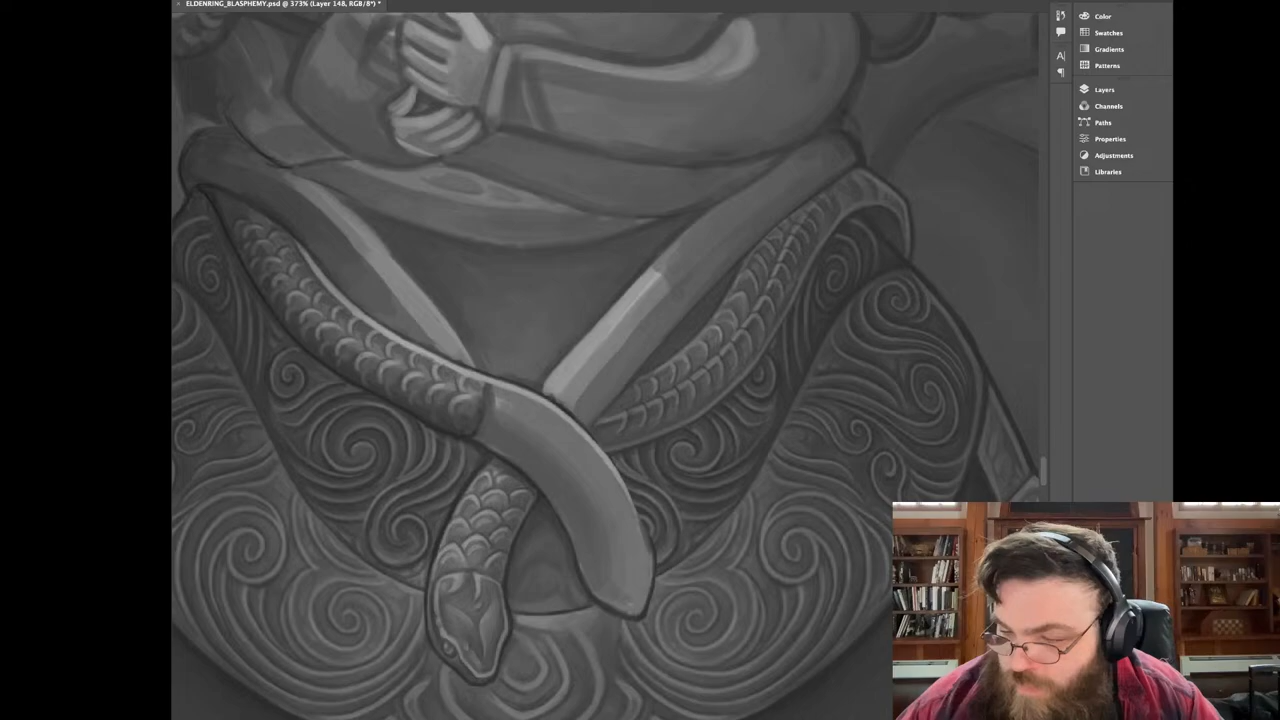 × ELDENRING_BLASPHEMY.psd @ 373% (Layer 148, RGB/8*) *
Color
Swatches
Gradients
Patterns
Layers
Channels
Paths
Properties
Adjustments
Libraries